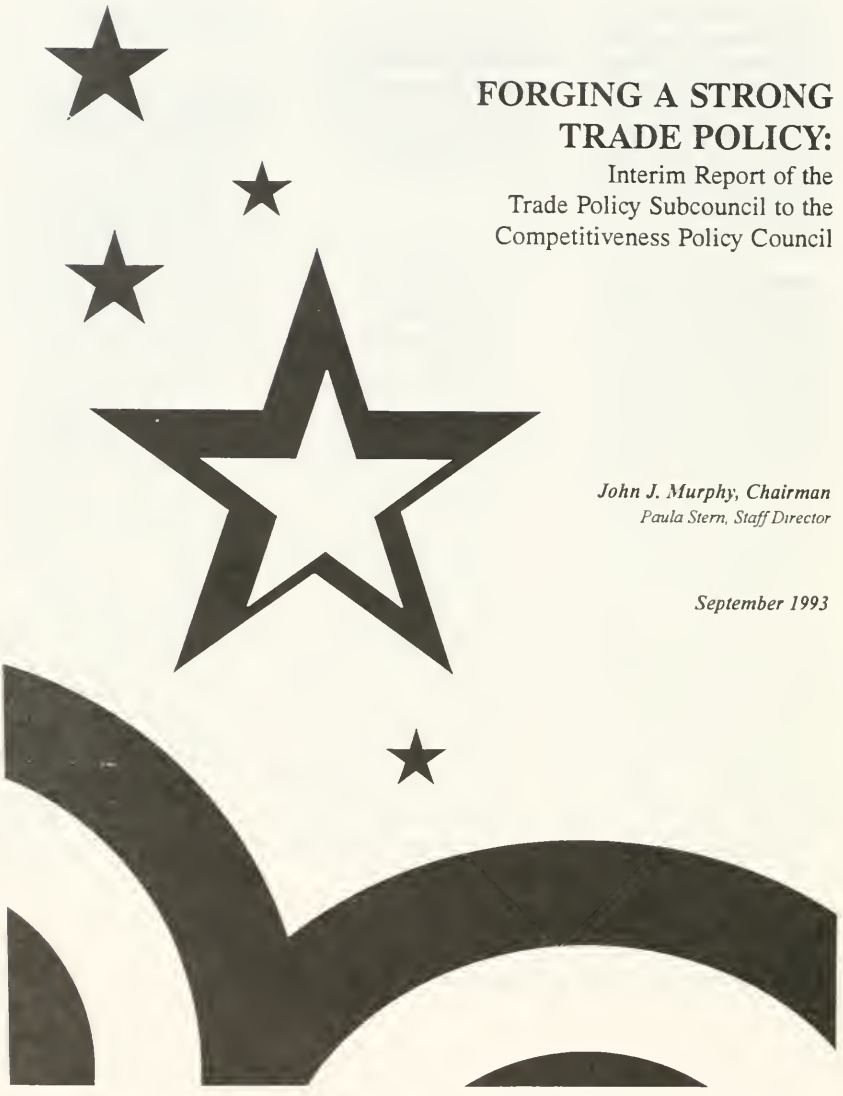 FORGING A STRONG
TRADE POLICY:
Interim Report of the
Trade Policy Subcouncil to the
Competitiveness Policy Council
John J. Murphy, Chairman
Paula Stern, Staff Director
September 1993